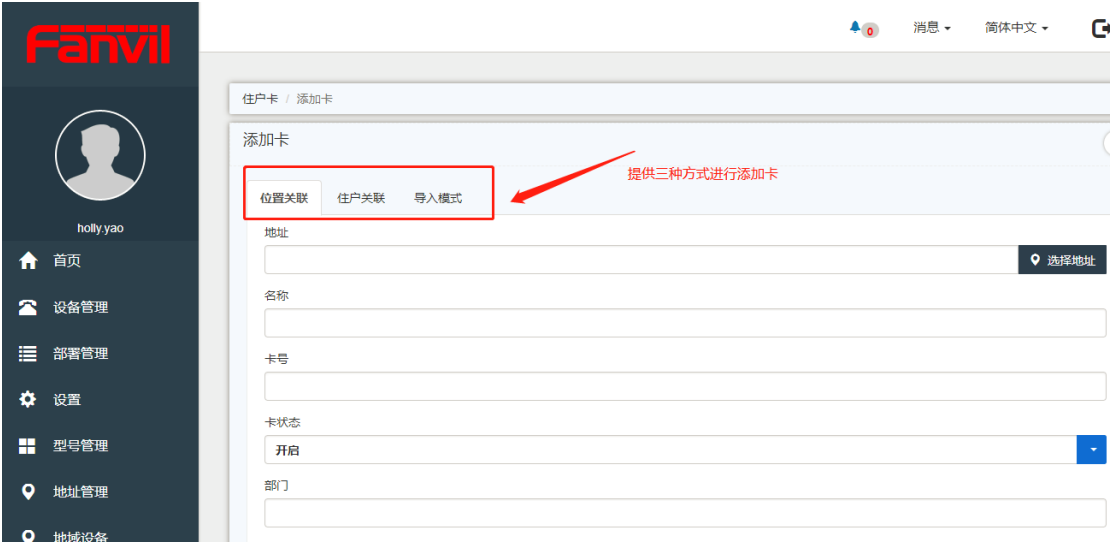 Fanvil
0
消息
简体中文
住户卡 / 添加卡
添加卡
提供三种方式进行添加卡
位置关联
住户关联
导入模式
holly.yao
首页
设备管理
部署管理
设置
型号管理
地址管理
地域设备
地址
选择地址
名称
卡号
卡状态
开启
部门